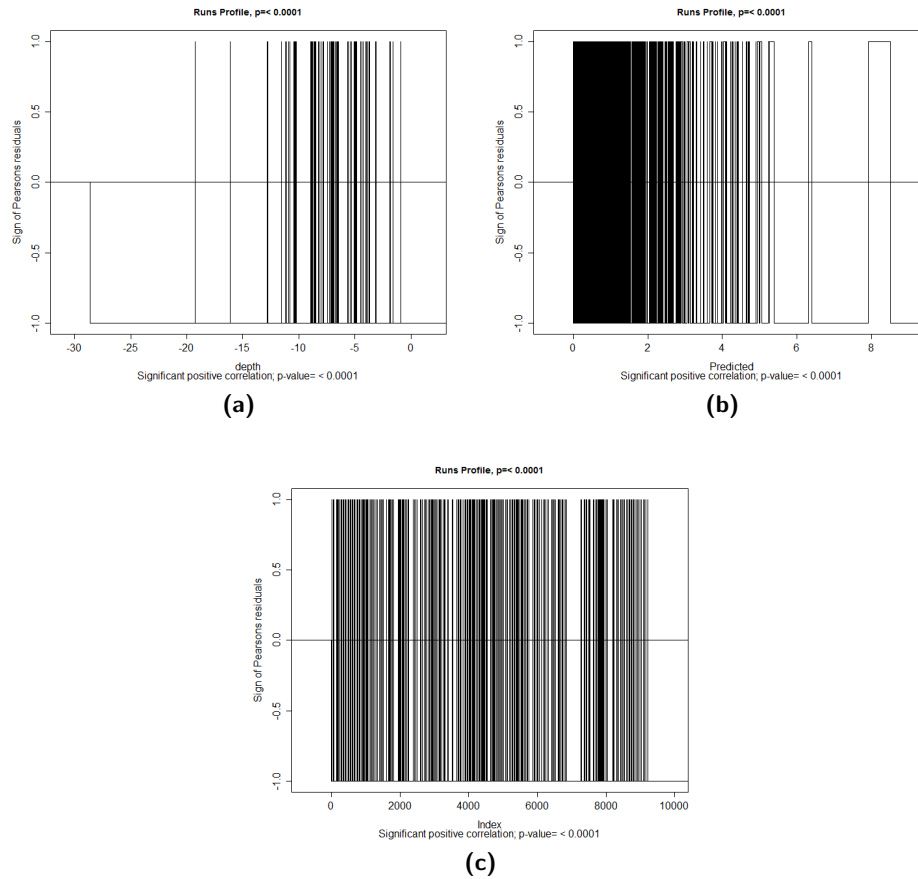 Runs Profile, p=< 0.0001
Sign of Pearsons residuals
1.0
0.5
0.0
-0.5
-1.0
-30 -25 -20 -15 -10 -5 0
depth
Significant positive correlation; p-value= < 0.0001
(a)
Runs Profile, p=< 0.0001
Sign of Pearsons residuals
1.0
0.5
0.0
-0.5
-1.0
0 2 4 6 8
Predicted
Significant positive correlation; p-value= < 0.0001
(b)
Runs Profile, p=< 0.0001
Sign of Pearsons residuals
1.0
0.5
0.0
-0.5
-1.0
0 2000 4000 6000 8000 10000
Index
Significant positive correlation; p-value= < 0.0001
(c)